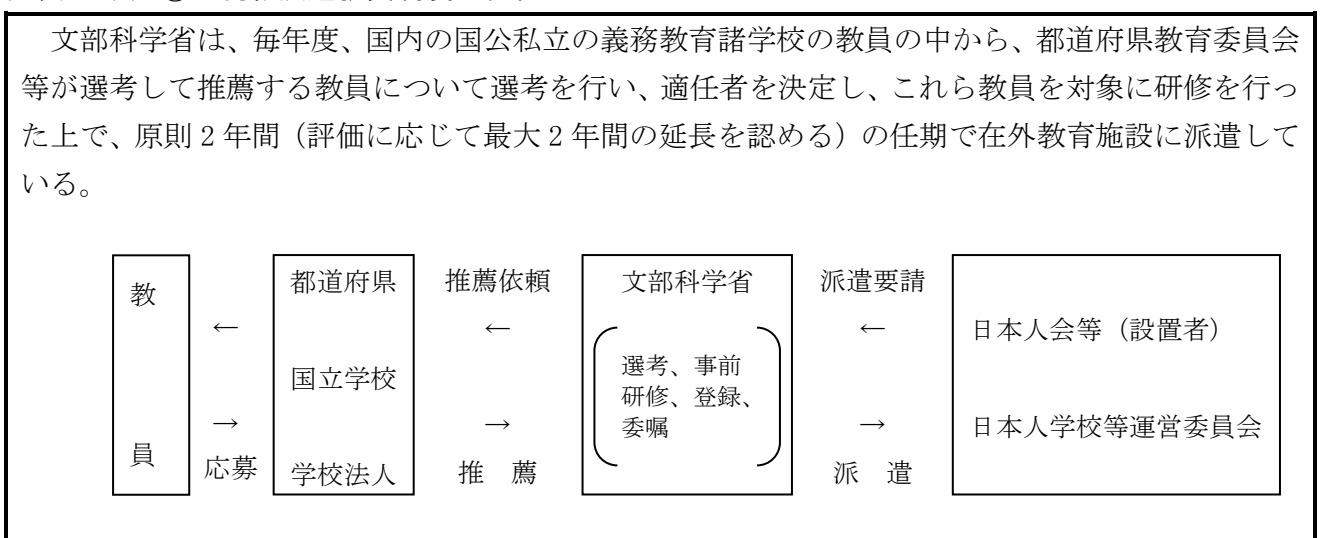 文部科学省は、毎年度、国内の国公私立の義務教育諸学校の教員の中から、都道府県教育委員会
等が選考して推薦する教員について選考を行い、適任者を決定し、これら教員を対象に研修を行っ
た上で、原則２年間（評価に応じて最大２年間の延長を認める）の任期で在外教育施設に派遣して
いる。
教
員
←
→
応募
都道府県
国立学校
学校法人
推薦依頼
←
→
推　薦
文部科学省
選考、事前
研修、登録、
委嘱
派遣要請
←
→
派　遣
日本人会等（設置者）
日本人学校等運営委員会